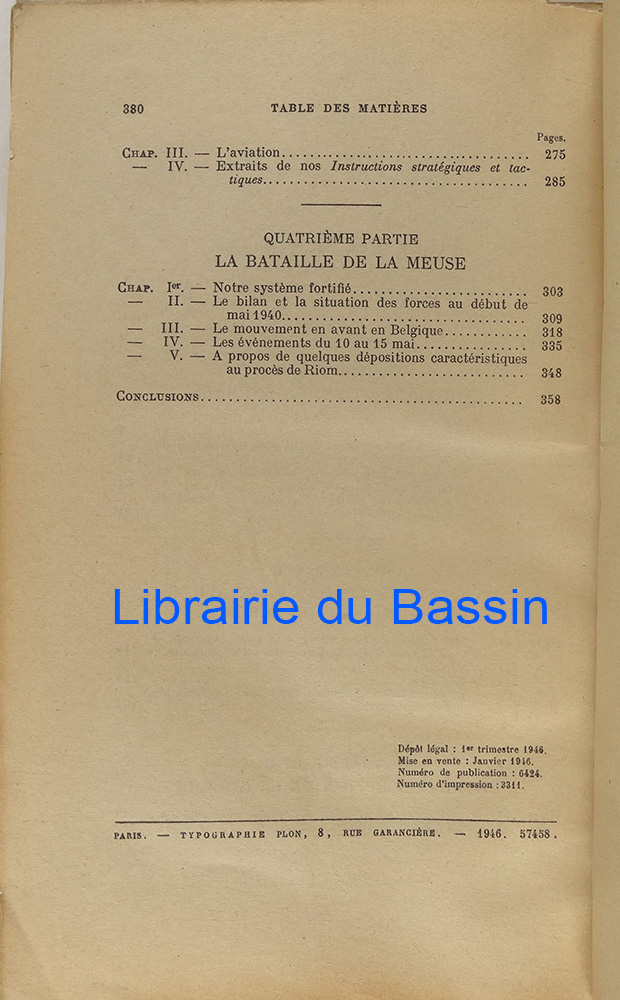 380 TABLE DES MATIÈRES
Pages.
CHAP. III. — L'aviation.................................... 275
— IV. — Extraits de nos Instructions stratégiques et tac-
tiques...................................... 285
QUATRIÈME PARTIE
LA BATAILLE DE LA MEUSE
CHAP. Ier. — Notre système fortifié......................... 303
— II. — Le bilan et la situation des forces au début de
mai 1940................................... 309
— III. — Le mouvement en avant en Belgique............ 318
— IV. — Les événements du 10 au 15 mai................ 335
— V. — A propos de quelques dépositions caractéristiques
au procès de Riom........................... 348
CONCLUSIONS.............................................. 358
Librairie du Bassin
Dépôt légal : 1er trimestre 1946.
Mise en vente : Janvier 1946.
Numéro de publication : 6424.
Numéro d'impression : 3311.
PARIS. — TYPOGRAPHIE PLON, 8, RUE GARANCIÈRE. — 1946. 57458.